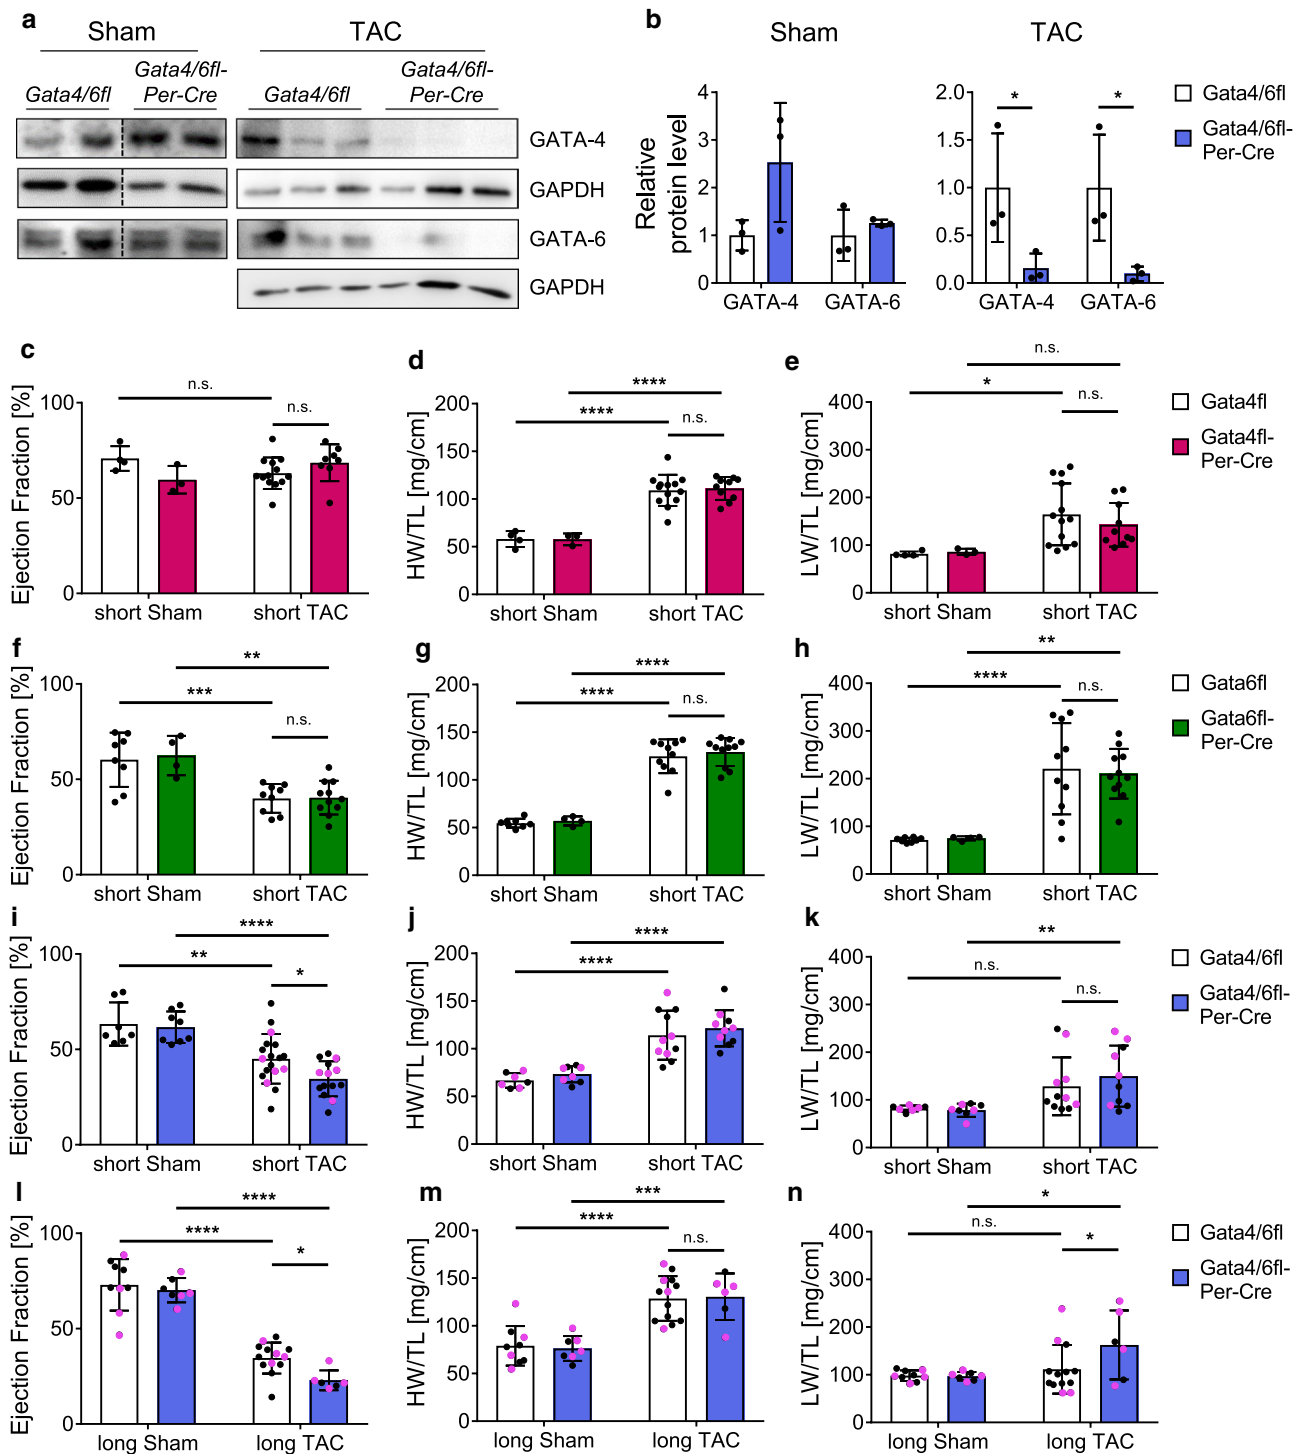 a
Sham
TAC
Gata4/6fl
Gata4/6fl-
Per-Cre
Gata4/6fl
Gata4/6fl-
Per-Cre
GATA-4
GAPDH
GATA-6
GAPDH
b
Sham
TAC
Relative
protein level
4
3
2
1
0
GATA-4
GATA-6
2.0
1.5
1.0
0.5
0.0
*
*
GATA-4
GATA-6
Gata4/6fl
Gata4/6fl-
Per-Cre
c
Ejection Fraction [%]
100
50
0
n.s.
n.s.
short Sham
short TAC
d
HW/TL [mg/cm]
200
150
100
50
0
****
****
n.s.
short Sham
short TAC
e
LW/TL [mg/cm]
400
300
200
100
0
n.s.
*
n.s.
short Sham
short TAC
Gata4fl
Gata4fl-
Per-Cre
f
Ejection Fraction [%]
100
50
0
**
***
n.s.
short Sham
short TAC
g
HW/TL [mg/cm]
200
150
100
50
0
****
****
n.s.
short Sham
short TAC
h
LW/TL [mg/cm]
400
300
200
100
0
**
****
n.s.
short Sham
short TAC
Gata6fl
Gata6fl-
Per-Cre
i
Ejection Fraction [%]
100
50
0
****
**
*
short Sham
short TAC
j
HW/TL [mg/cm]
200
150
100
50
0
****
****
short Sham
short TAC
k
LW/TL [mg/cm]
400
300
200
100
0
**
n.s.
n.s.
short Sham
short TAC
Gata4/6fl
Gata4/6fl-
Per-Cre
l
Ejection Fraction [%]
100
50
0
****
****
*
long Sham
long TAC
m
HW/TL [mg/cm]
200
150
100
50
0
***
****
n.s.
long Sham
long TAC
n
LW/TL [mg/cm]
400
300
200
100
0
*
n.s.
*
long Sham
long TAC
Gata4/6fl
Gata4/6fl-
Per-Cre